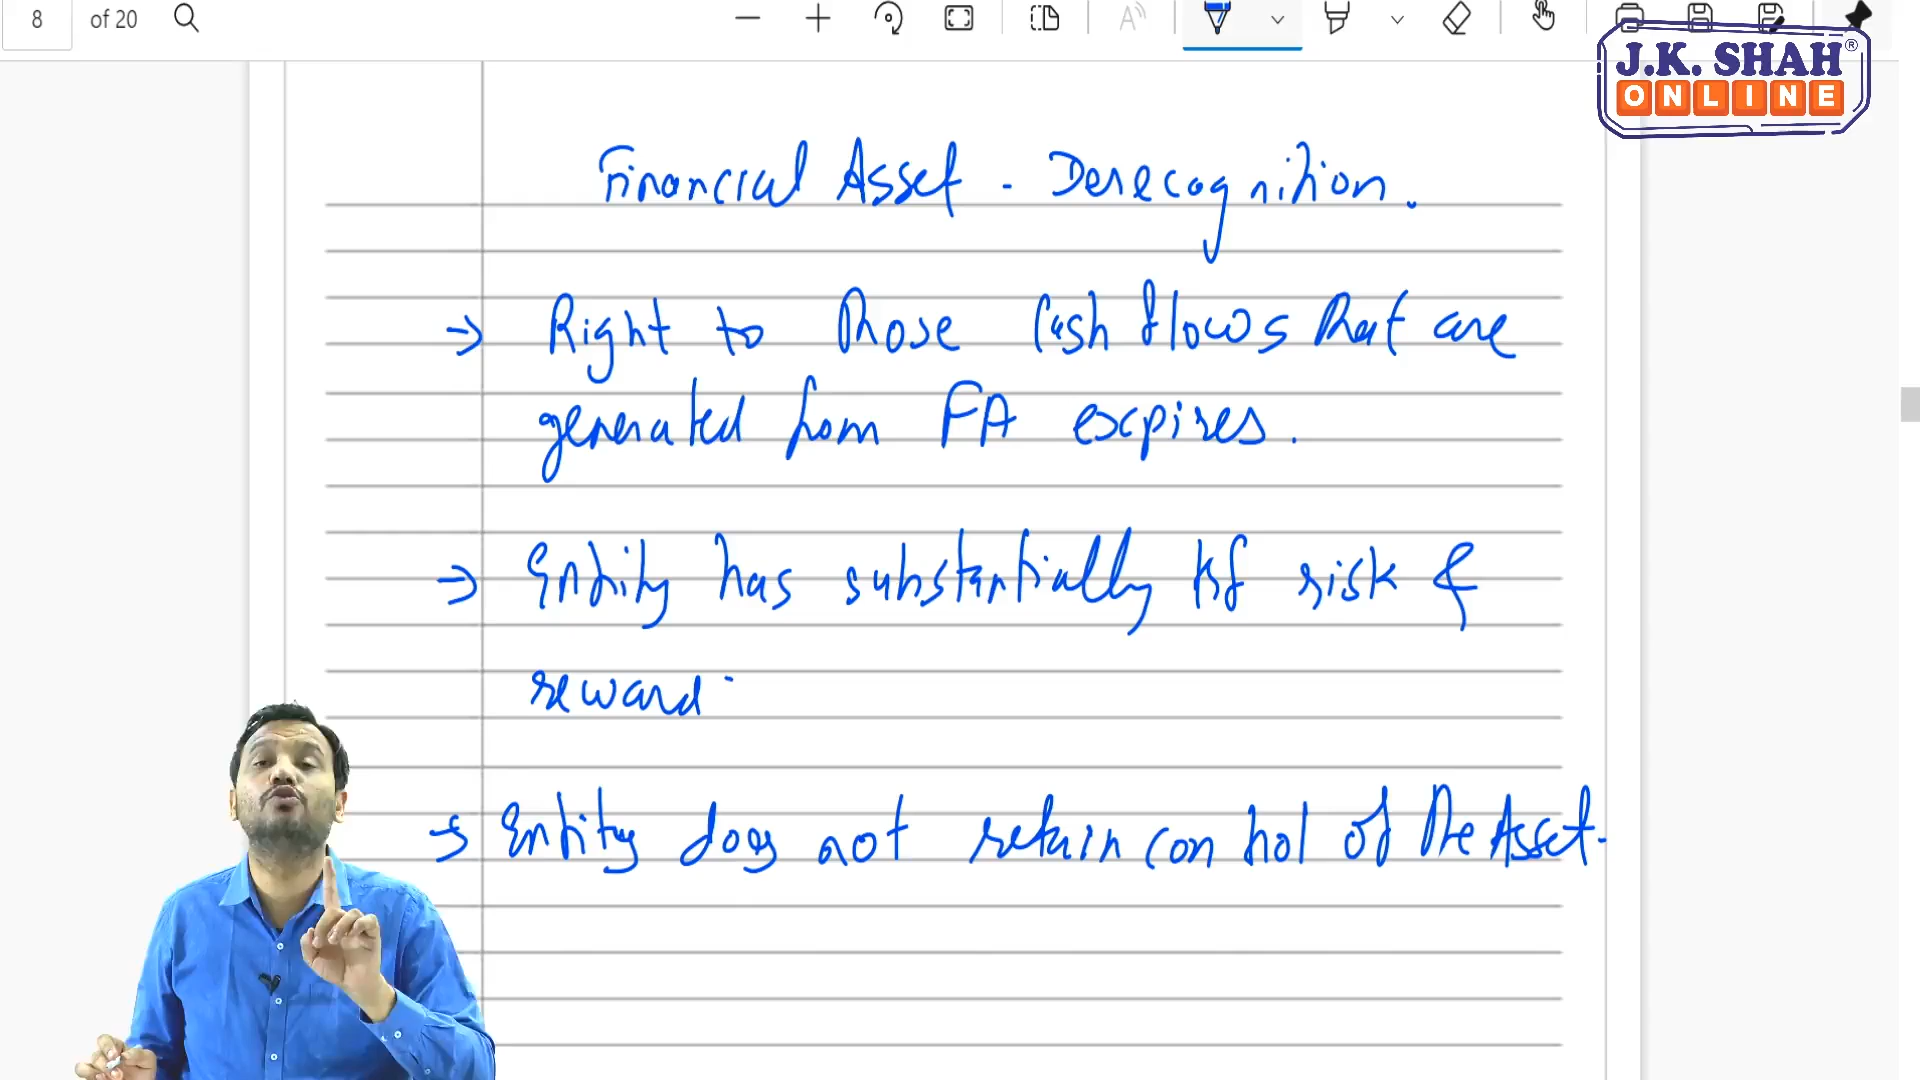 8 of 20
J.K. SHAH®
ONLINE
Financial Asset - Derecognition.
→ Right to those Cash flows that are
generated from FA expires.
→ Entity has substantially trf risk &
reward.
→ Entity does not retain control of the Asset.